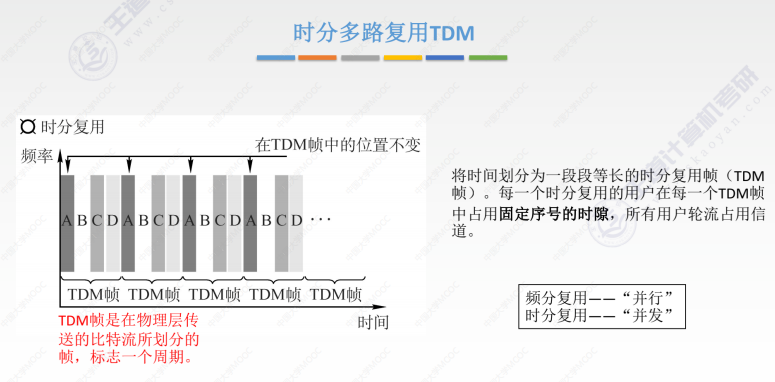 时分多路复用TDM
时分复用
频率
在TDM帧中的位置不变
A B C D A B C D A B C D A B C D ···
TDM帧 TDM帧 TDM帧 TDM帧 TDM帧
时间
TDM帧是在物理层传
送的比特流所划分的
帧，标志一个周期。
将时间划分为一段段等长的时分复用帧（TDM
帧）。每一个时分复用的用户在每一个TDM帧
中占用固定序号的时隙，所有用户轮流占用信
道。
频分复用——“并行”
时分复用——“并发”